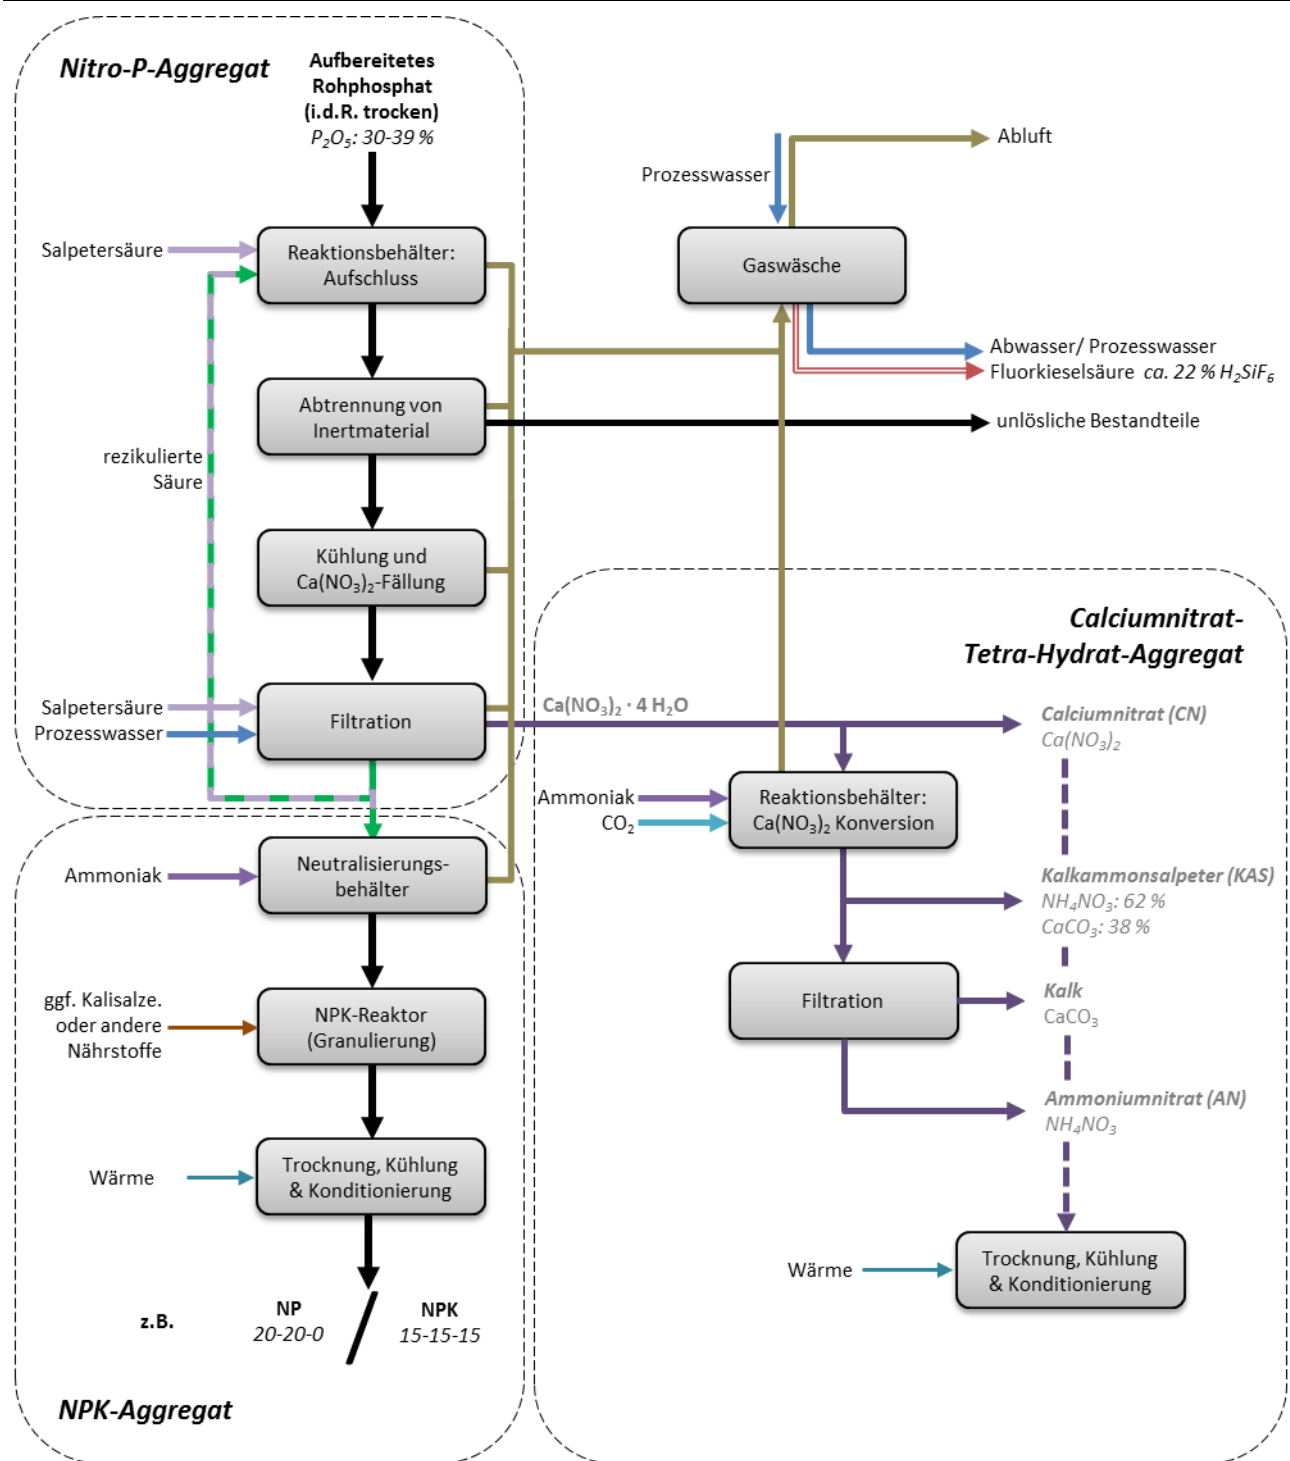 Nitro-P-Aggregat
Aufbereitetes
Rohphosphat
(i.d.R. trocken)
P₂O₅: 30-39 %
Salpetersäure
Reaktionsbehälter:
Aufschluss
Abtrennung von
Inertmaterial
rezikulierte
Säure
Kühlung und
Ca(NO₃)₂-Fällung
Salpetersäure
Prozesswasser
Filtration
Prozesswasser
Abluft
Gaswäsche
Abwasser/ Prozesswasser
Fluorkieselsäure ca. 22 % H₂SiF₆
unlösliche Bestandteile
Calciumnitrat-
Tetra-Hydrat-Aggregat
Ca(NO₃)₂ · 4 H₂O
Calciumnitrat (CN)
Ca(NO₃)₂
Ammoniak
CO₂
Reaktionsbehälter:
Ca(NO₃)₂ Konversion
Kalkammonsalpeter (KAS)
NH₄NO₃: 62 %
CaCO₃: 38 %
Filtration
Kalk
CaCO₃
Ammoniumnitrat (AN)
NH₄NO₃
Wärme
Trocknung, Kühlung
& Konditionierung
Ammoniak
Neutralisierungs-
behälter
ggf. Kalisalze.
oder andere
Nährstoffe
NPK-Reaktor
(Granulierung)
Wärme
Trocknung, Kühlung
& Konditionierung
z.B.
NP
20-20-0
NPK
15-15-15
NPK-Aggregat